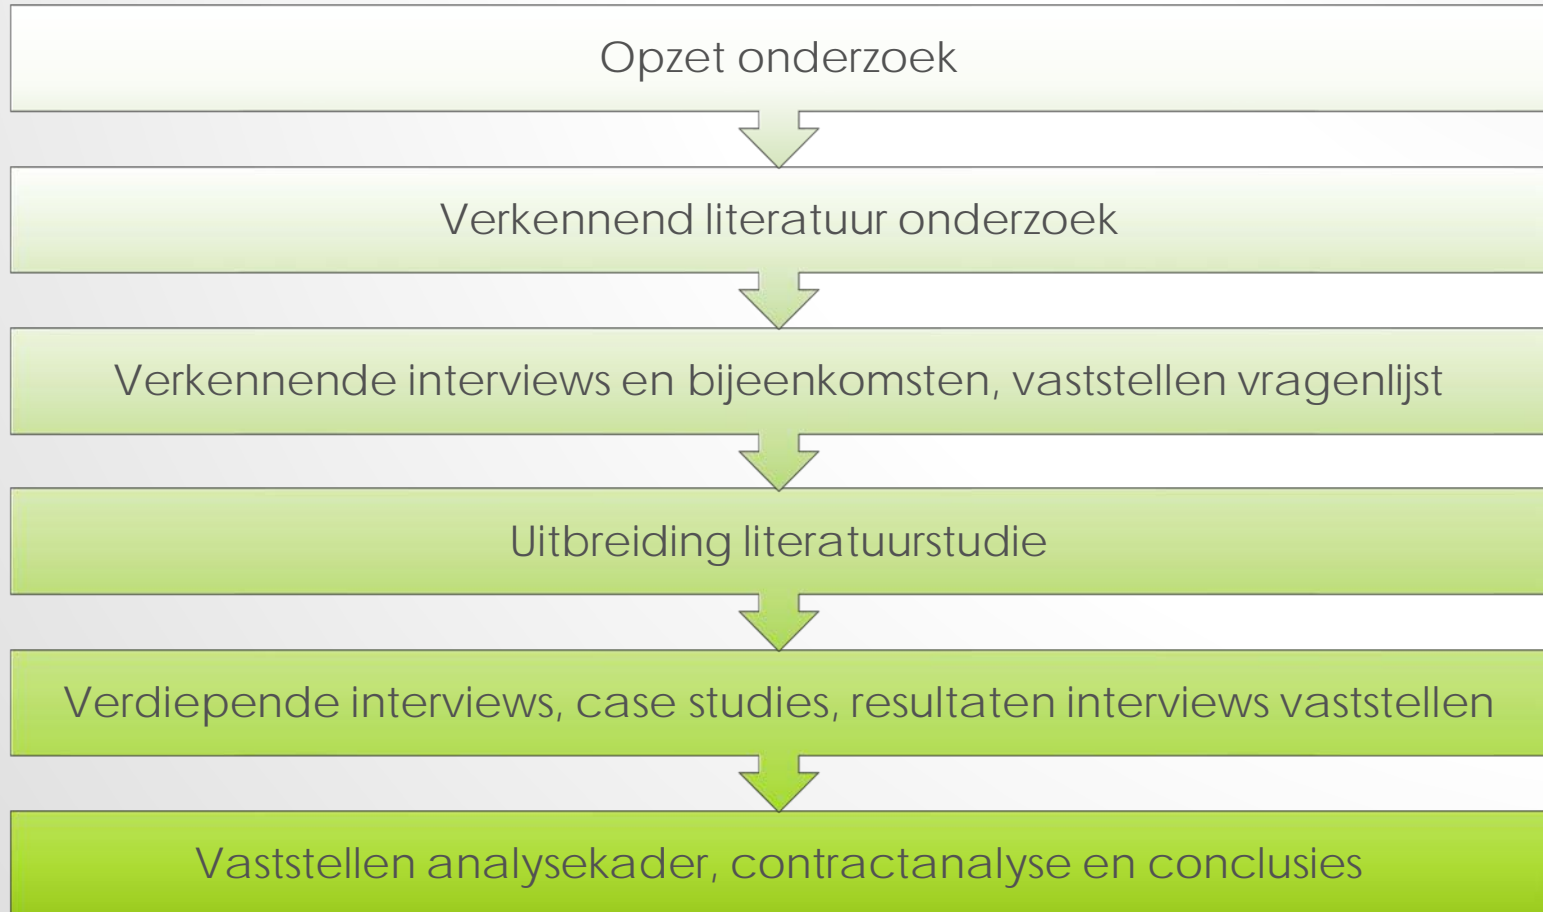 Opzet onderzoek
Verkennend literatuur onderzoek
Verkennende interviews en bijeenkomsten, vaststellen vragenlijst
Uitbreiding literatuurstudie
Verdiepende interviews, case studies, resultaten interviews vaststellen
Vaststellen analysekader, contractanalyse en conclusies